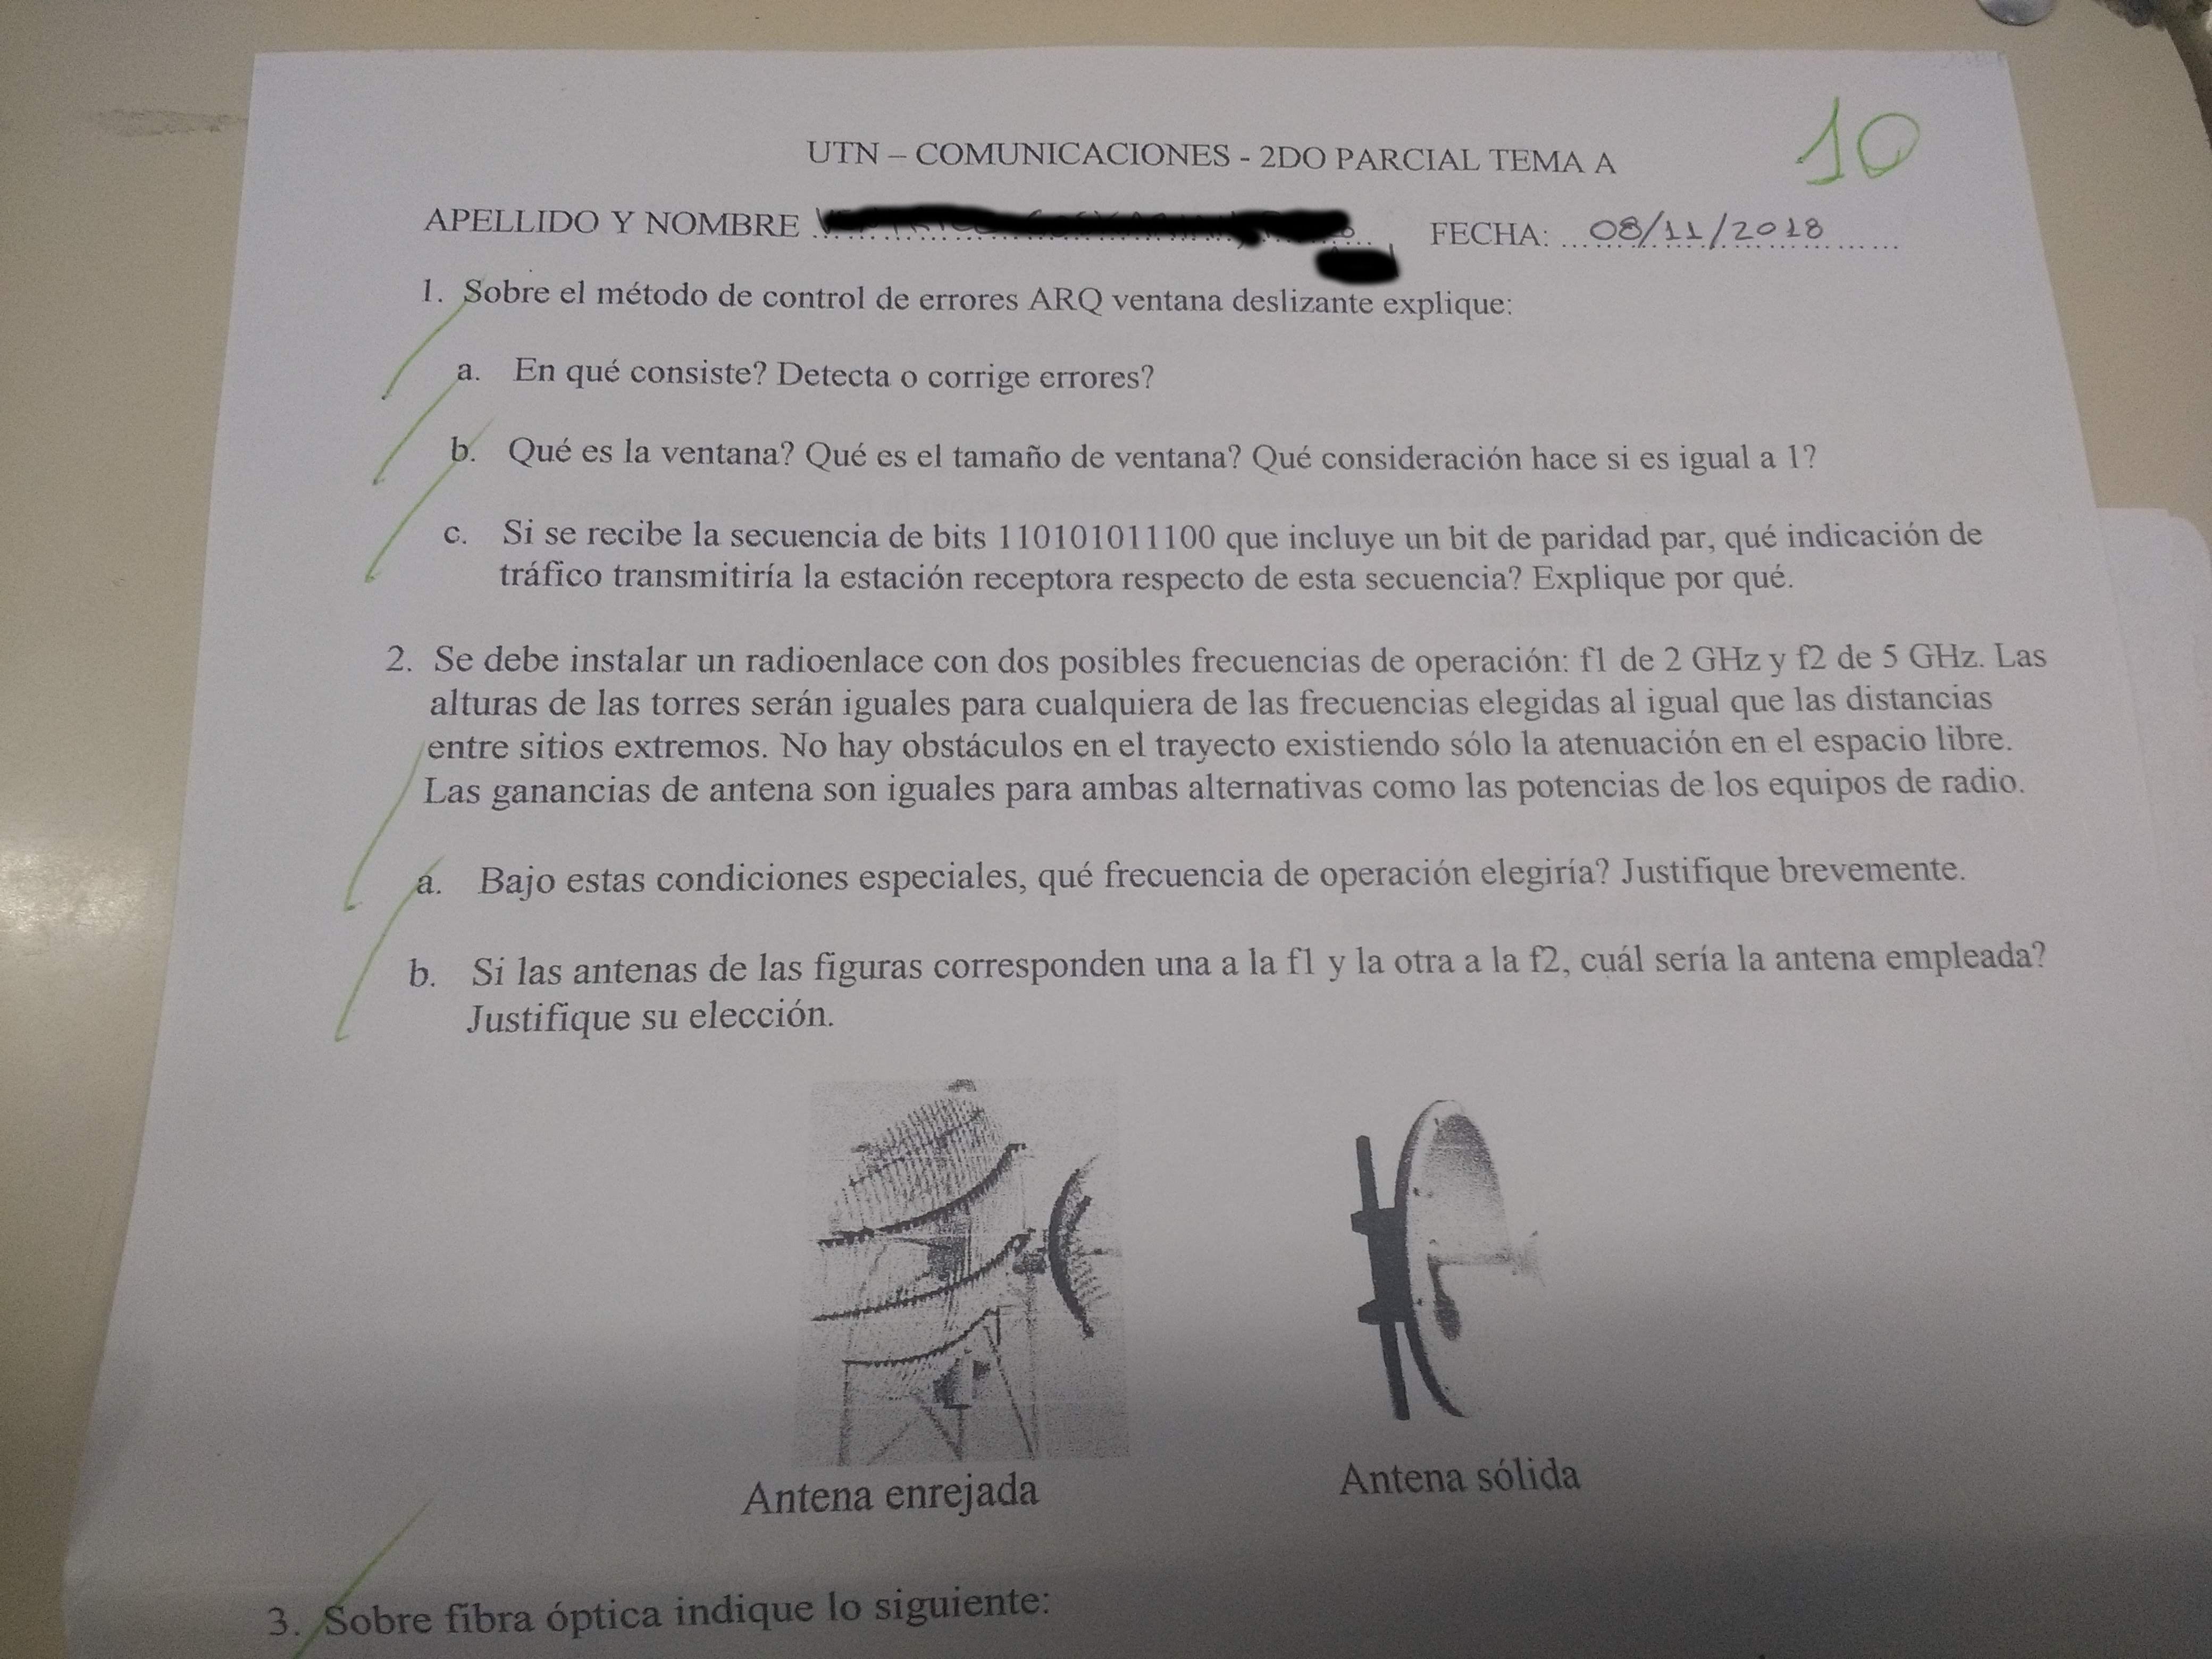 10
UTN – COMUNICACIONES - 2DO PARCIAL TEMA A
APELLIDO Y NOMBRE FECHA: 08/11/2018
1. Sobre el método de control de errores ARQ ventana deslizante explique:
a. En qué consiste? Detecta o corrige errores?
b. Qué es la ventana? Qué es el tamaño de ventana? Qué consideración hace si es igual a 1?
c. Si se recibe la secuencia de bits 110101011100 que incluye un bit de paridad par, qué indicación de
tráfico transmitiría la estación receptora respecto de esta secuencia? Explique por qué.
2. Se debe instalar un radioenlace con dos posibles frecuencias de operación: f1 de 2 GHz y f2 de 5 GHz. Las
alturas de las torres serán iguales para cualquiera de las frecuencias elegidas al igual que las distancias
entre sitios extremos. No hay obstáculos en el trayecto existiendo sólo la atenuación en el espacio libre.
Las ganancias de antena son iguales para ambas alternativas como las potencias de los equipos de radio.
a. Bajo estas condiciones especiales, qué frecuencia de operación elegiría? Justifique brevemente.
b. Si las antenas de las figuras corresponden una a la f1 y la otra a la f2, cuál sería la antena empleada?
Justifique su elección.
Antena enrejada
Antena sólida
3. Sobre fibra óptica indique lo siguiente: